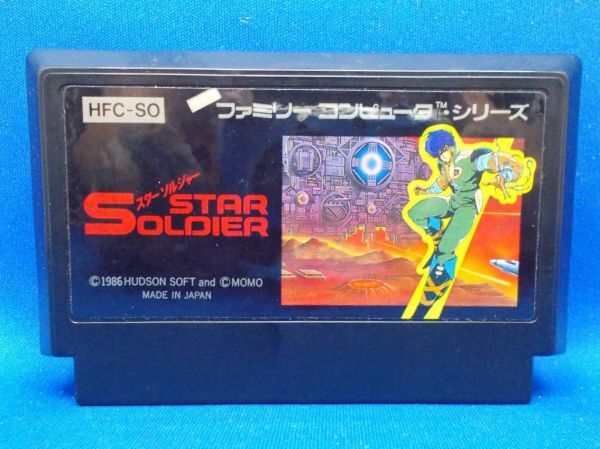 HFC-SO
ファミリーコンピュータ™・シリーズ
スターソルジャー
STAR
SOLDIER
©1986 HUDSON SOFT and ©MOMO
MADE IN JAPAN